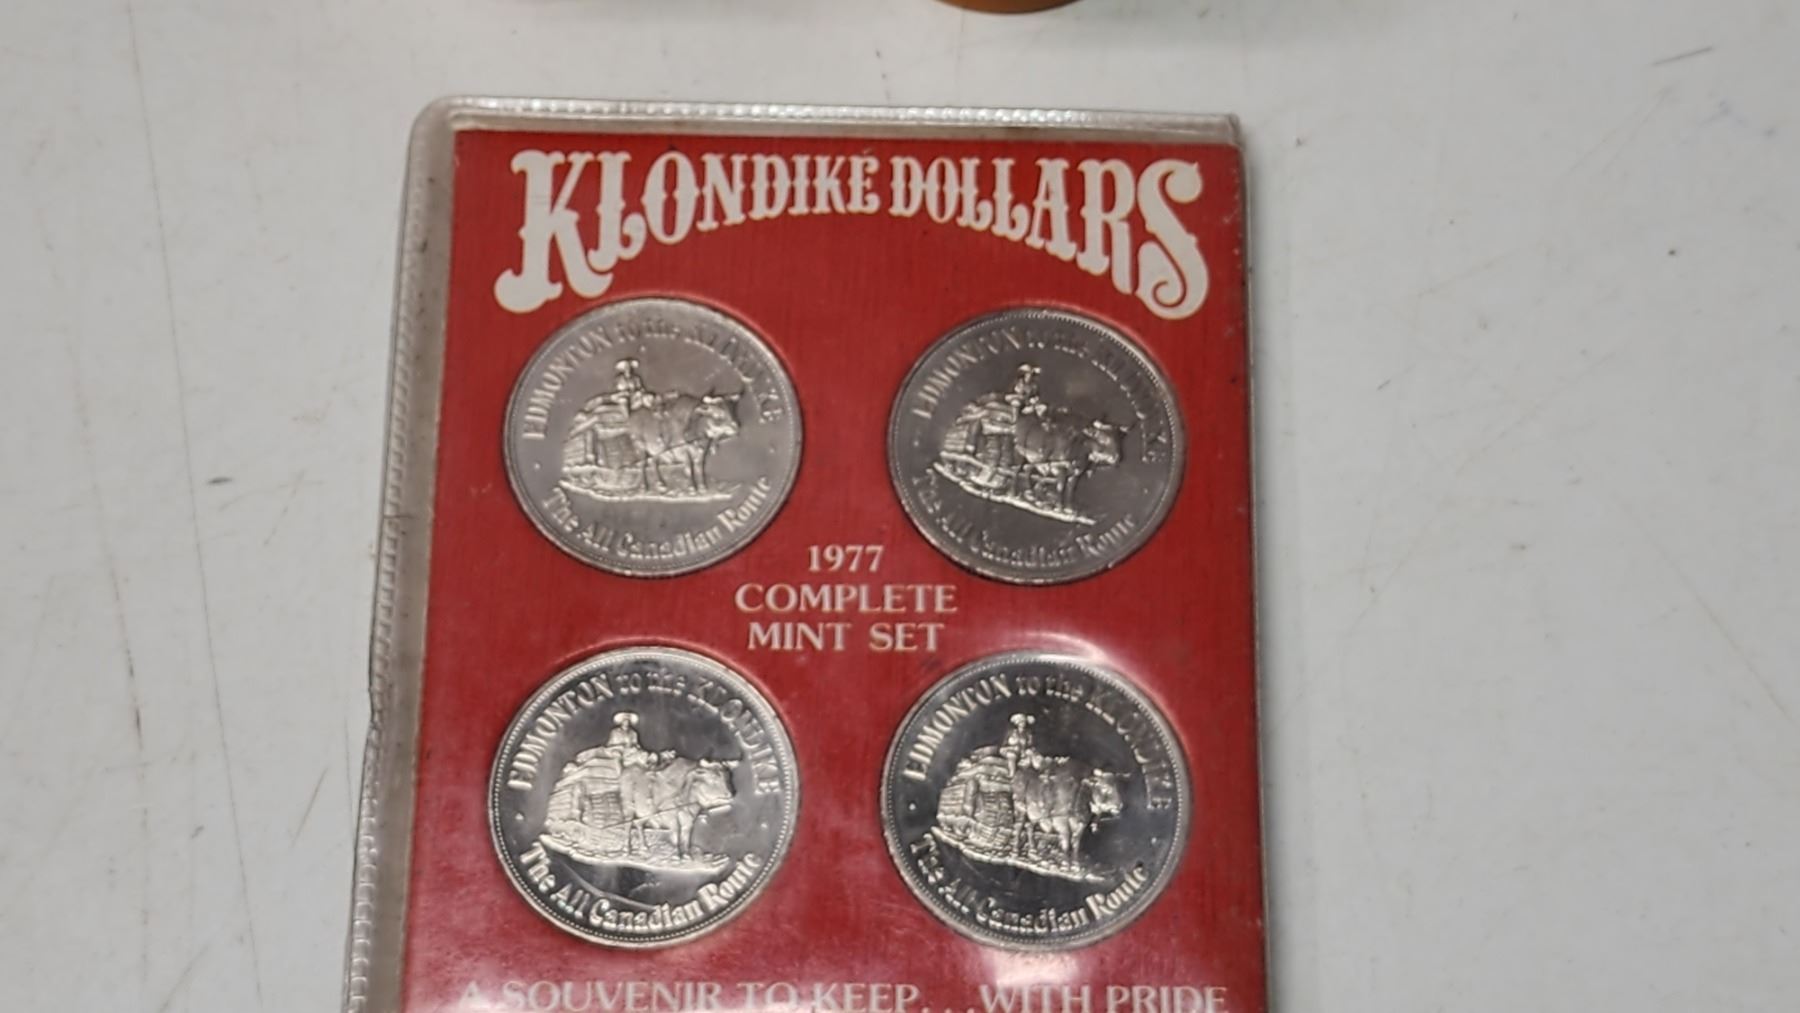 KLONDIKE DOLLARS
EDMONTON to the KLONDIKE
The All Canadian Route
EDMONTON to the KLONDIKE
The All Canadian Route
1977
COMPLETE
MINT SET
EDMONTON to the KLONDIKE
The All Canadian Route
EDMONTON to the KLONDIKE
The All Canadian Route
A SOUVENIR TO KEEP...WITH PRIDE